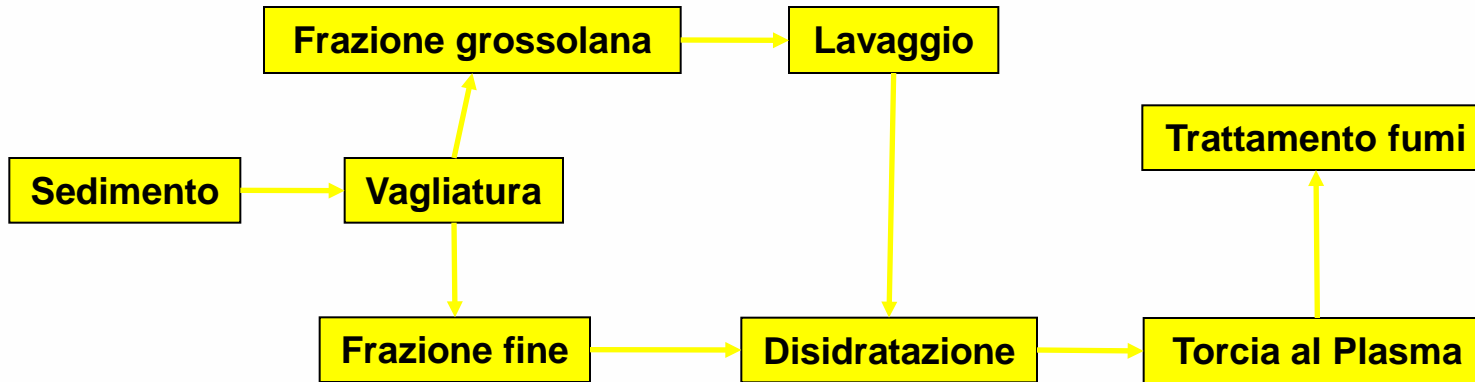 Frazione grossolana
Lavaggio
Trattamento fumi
Sedimento
Vagliatura
Frazione fine
Disidratazione
Torcia al Plasma